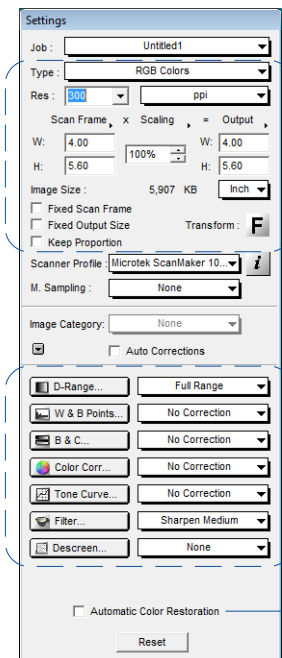 Settings
Job : Untitled1
Type : RGB Colors
Res : 300 ppi
Scan Frame x Scaling = Output
W: 4.00 W: 4.00
100%
H: 5.60 H: 5.60
Image Size : 5,907 KB Inch
Fixed Scan Frame
Fixed Output Size Transform : F
Keep Proportion
Scanner Profile : Microtek ScanMaker 10... i
M. Sampling : None
Image Category: None
Auto Corrections
D-Range... Full Range
W & B Points... No Correction
B & C... No Correction
Color Corr... No Correction
Tone Curve... No Correction
Filter... Sharpen Medium
Descreen... None
Automatic Color Restoration
Reset